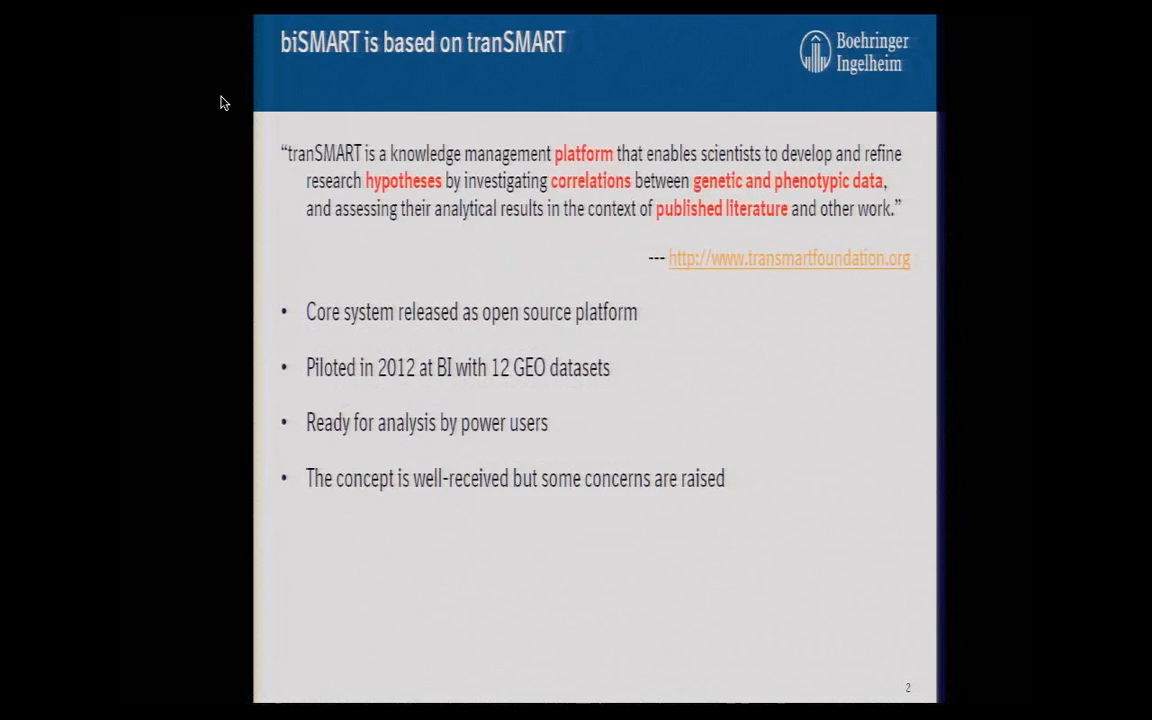 biSMART is based on tranSMART
Boehringer
Ingelheim
“tranSMART is a knowledge management platform that enables scientists to develop and refine
research hypotheses by investigating correlations between genetic and phenotypic data,
and assessing their analytical results in the context of published literature and other work.”
--- http://www.transmartfoundation.org
• Core system released as open source platform
• Piloted in 2012 at BI with 12 GEO datasets
• Ready for analysis by power users
• The concept is well-received but some concerns are raised
2